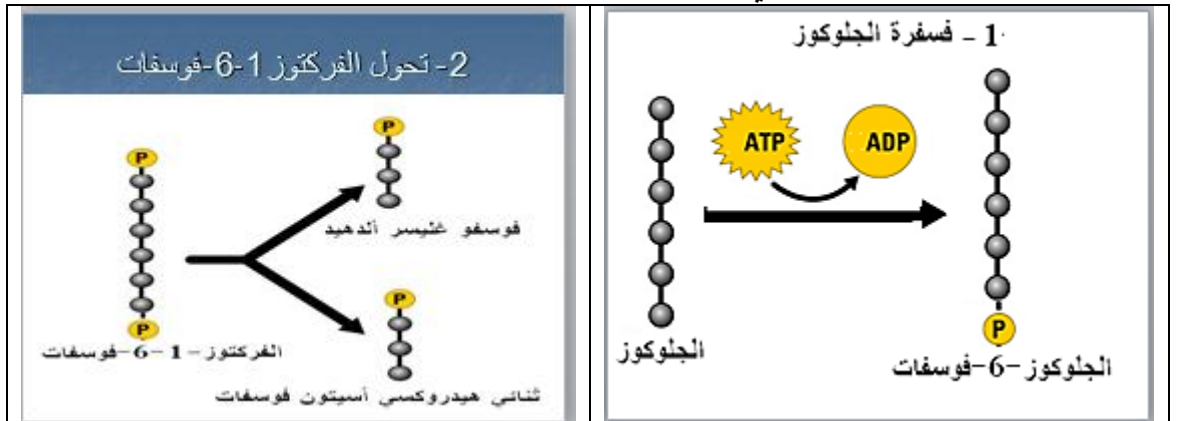 1 - فسفرة الجلوكوز
ATP
ADP
P
الجلوكوز
الجلوكوز-6-فوسفات
2- تحول الفركتوز 1-6-فوسفات
P
P
فوسفو غليسر ألدهيد
P
P
الفركتوز-1-6-فوسفات
ثنائي هيدروكسي أسيتون فوسفات